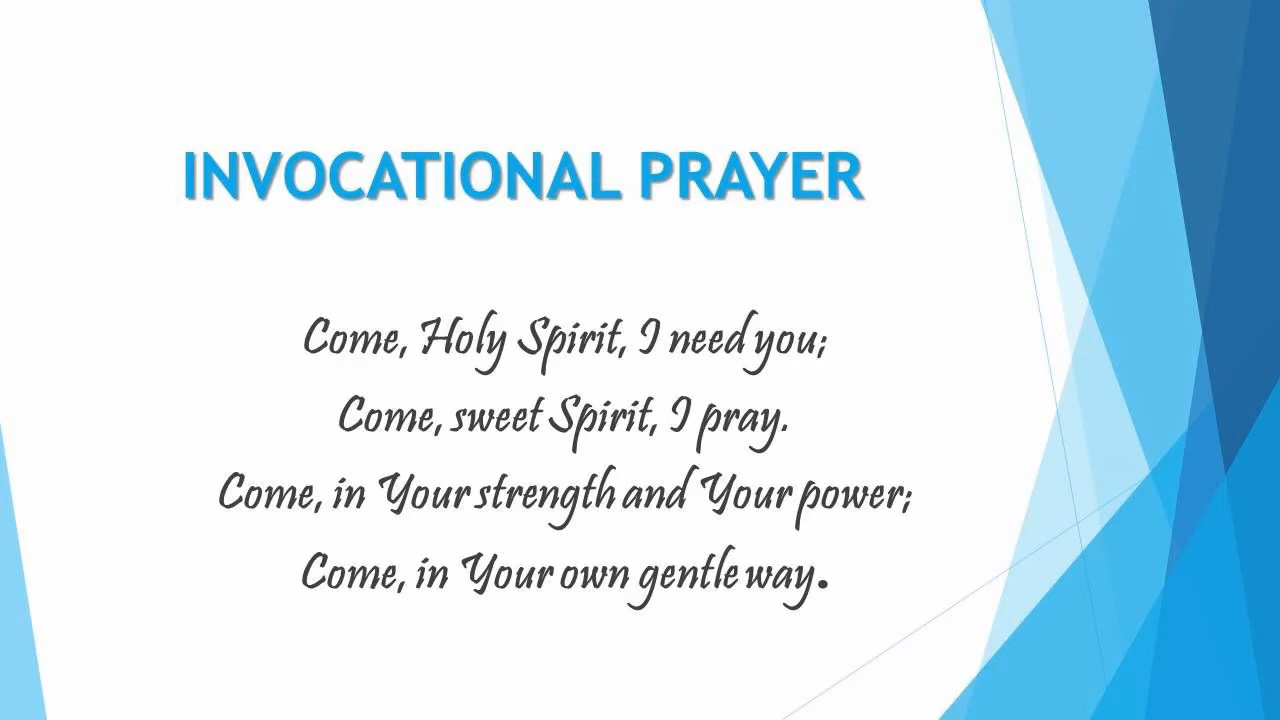 INVOCATIONAL PRAYER
Come, Holy Spirit, I need you;
Come, sweet Spirit, I pray.
Come, in Your strength and Your power;
Come, in Your own gentle way.